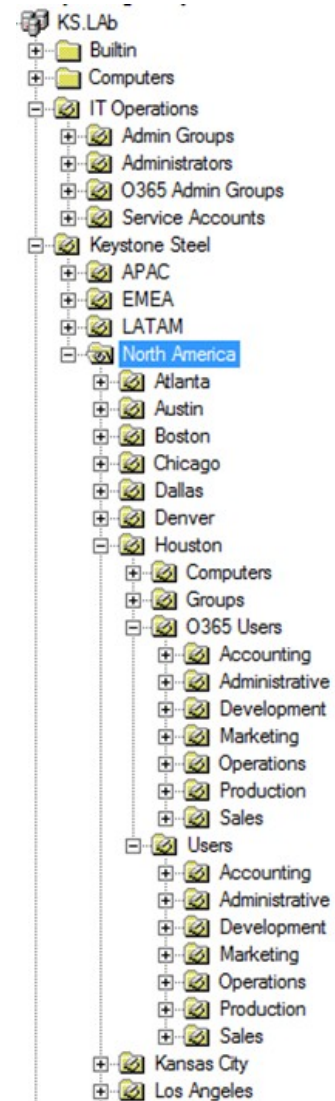 KS.LAb
Builtin
Computers
IT Operations
Admin Groups
Administrators
O365 Admin Groups
Service Accounts
Keystone Steel
APAC
EMEA
LATAM
North America
Atlanta
Austin
Boston
Chicago
Dallas
Denver
Houston
Computers
Groups
O365 Users
Accounting
Administrative
Development
Marketing
Operations
Production
Sales
Users
Accounting
Administrative
Development
Marketing
Operations
Production
Sales
Kansas City
Los Angeles